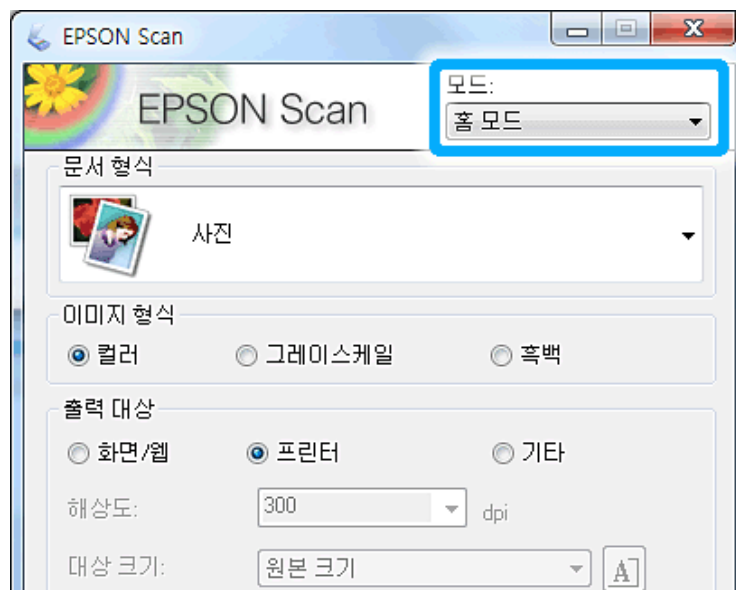 EPSON Scan
EPSON Scan
모드:
홈 모드
문서 형식
사진
이미지 형식
컬러 그레이스케일 흑백
출력 대상
화면/웹 프린터 기타
해상도: 300 dpi
대상 크기: 원본 크기 A